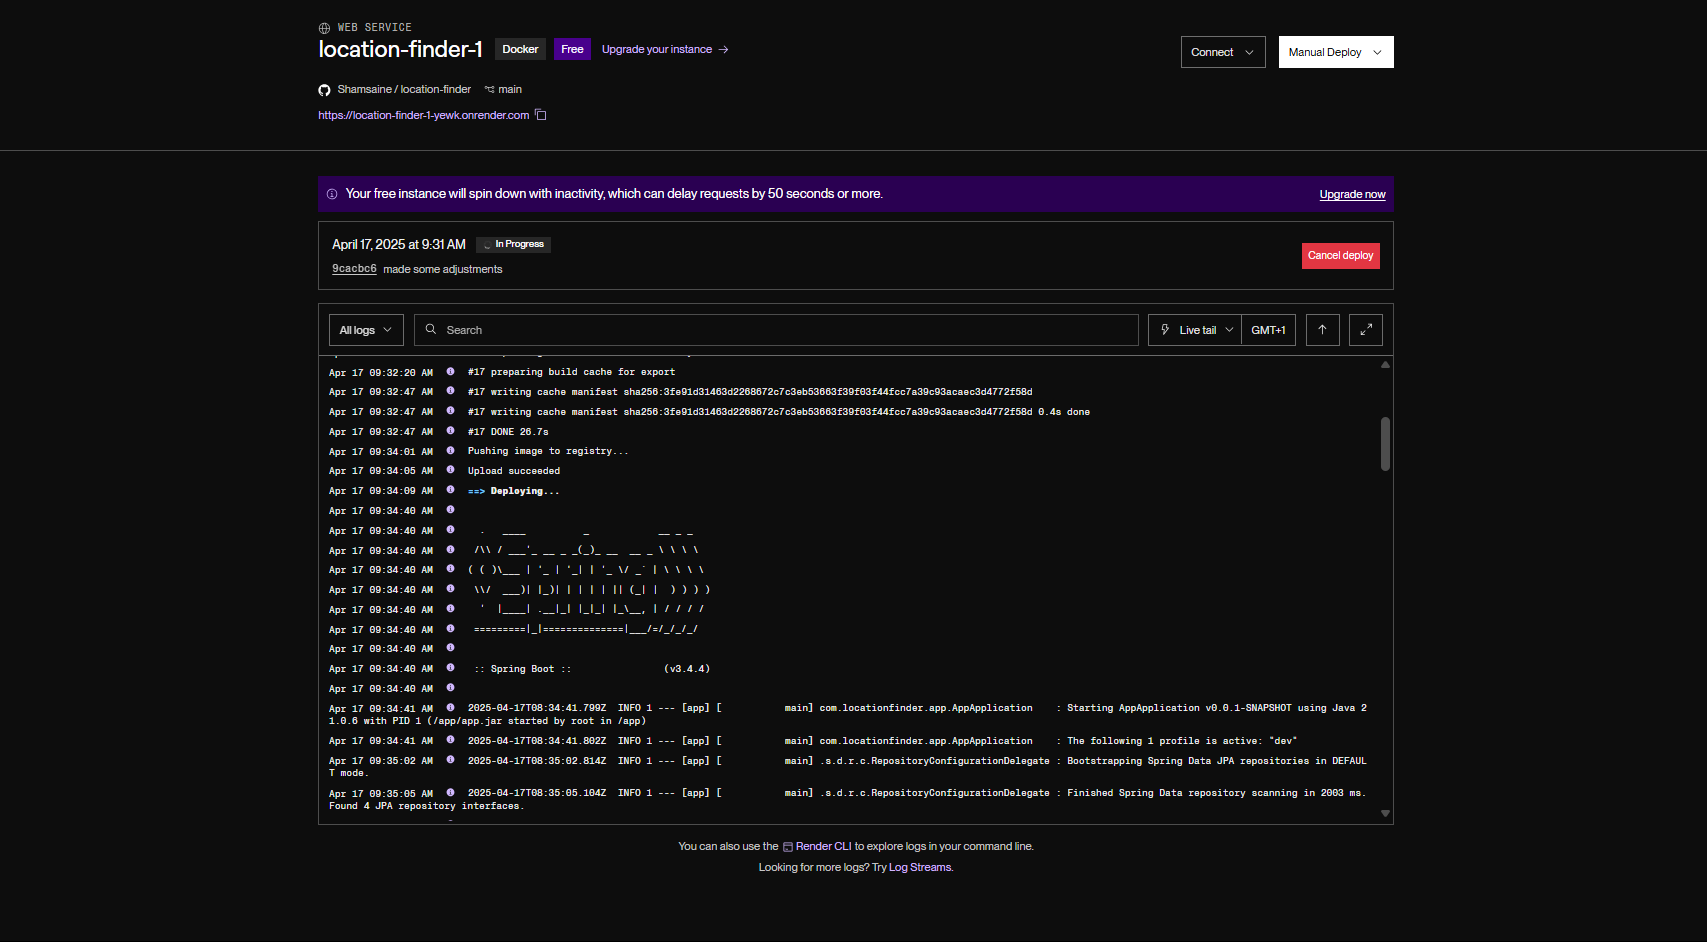 WEB SERVICE
location-finder-1 Docker Free Upgrade your instance →
Connect Manual Deploy
Shamsaine / location-finder main
https://location-finder-1-yewk.onrender.com
Your free instance will spin down with inactivity, which can delay requests by 50 seconds or more. Upgrade now
April 17, 2025 at 9:31 AM In Progress
9cacbc6 made some adjustments
Cancel deploy
All logs Search Live tail GMT+1
Apr 17 09:32:20 AM #17 preparing build cache for export
Apr 17 09:32:47 AM #17 writing cache manifest sha256:3fe91d31463d2268672c7c3eb53663f39f03f44fcc7a39c93acaec3d4772f58d
Apr 17 09:32:47 AM #17 writing cache manifest sha256:3fe91d31463d2268672c7c3eb53663f39f03f44fcc7a39c93acaec3d4772f58d 0.4s done
Apr 17 09:32:47 AM #17 DONE 26.7s
Apr 17 09:34:01 AM Pushing image to registry...
Apr 17 09:34:05 AM Upload succeeded
Apr 17 09:34:09 AM ==> Deploying...
Apr 17 09:34:40 AM
Apr 17 09:34:40 AM   .   ____          _            __ _ _
Apr 17 09:34:40 AM  /\\ / ___'_ __ _ _(_)_ __  __ _ \ \ \ \
Apr 17 09:34:40 AM ( ( )\___ | '_ | '_| | '_ \/ _` | \ \ \ \
Apr 17 09:34:40 AM  \\/  ___)| |_)| | | | | || (_| |  ) ) ) )
Apr 17 09:34:40 AM   '  |____| .__|_| |_|_| |_\__, | / / / /
Apr 17 09:34:40 AM  =========|_|==============|___/=/_/_/_/
Apr 17 09:34:40 AM
Apr 17 09:34:40 AM  :: Spring Boot ::                (v3.4.4)
Apr 17 09:34:40 AM
Apr 17 09:34:41 AM 2025-04-17T08:34:41.799Z  INFO 1 --- [app] [           main] com.locationfinder.app.AppApplication    : Starting AppApplication v0.0.1-SNAPSHOT using Java 2
1.0.6 with PID 1 (/app/app.jar started by root in /app)
Apr 17 09:34:41 AM 2025-04-17T08:34:41.802Z  INFO 1 --- [app] [           main] com.locationfinder.app.AppApplication    : The following 1 profile is active: "dev"
Apr 17 09:35:02 AM 2025-04-17T08:35:02.814Z  INFO 1 --- [app] [           main] .s.d.r.c.RepositoryConfigurationDelegate : Bootstrapping Spring Data JPA repositories in DEFAUL
T mode.
Apr 17 09:35:05 AM 2025-04-17T08:35:05.104Z  INFO 1 --- [app] [           main] .s.d.r.c.RepositoryConfigurationDelegate : Finished Spring Data repository scanning in 2003 ms.
Found 4 JPA repository interfaces.
You can also use the Render CLI to explore logs in your command line.
Looking for more logs? Try Log Streams.